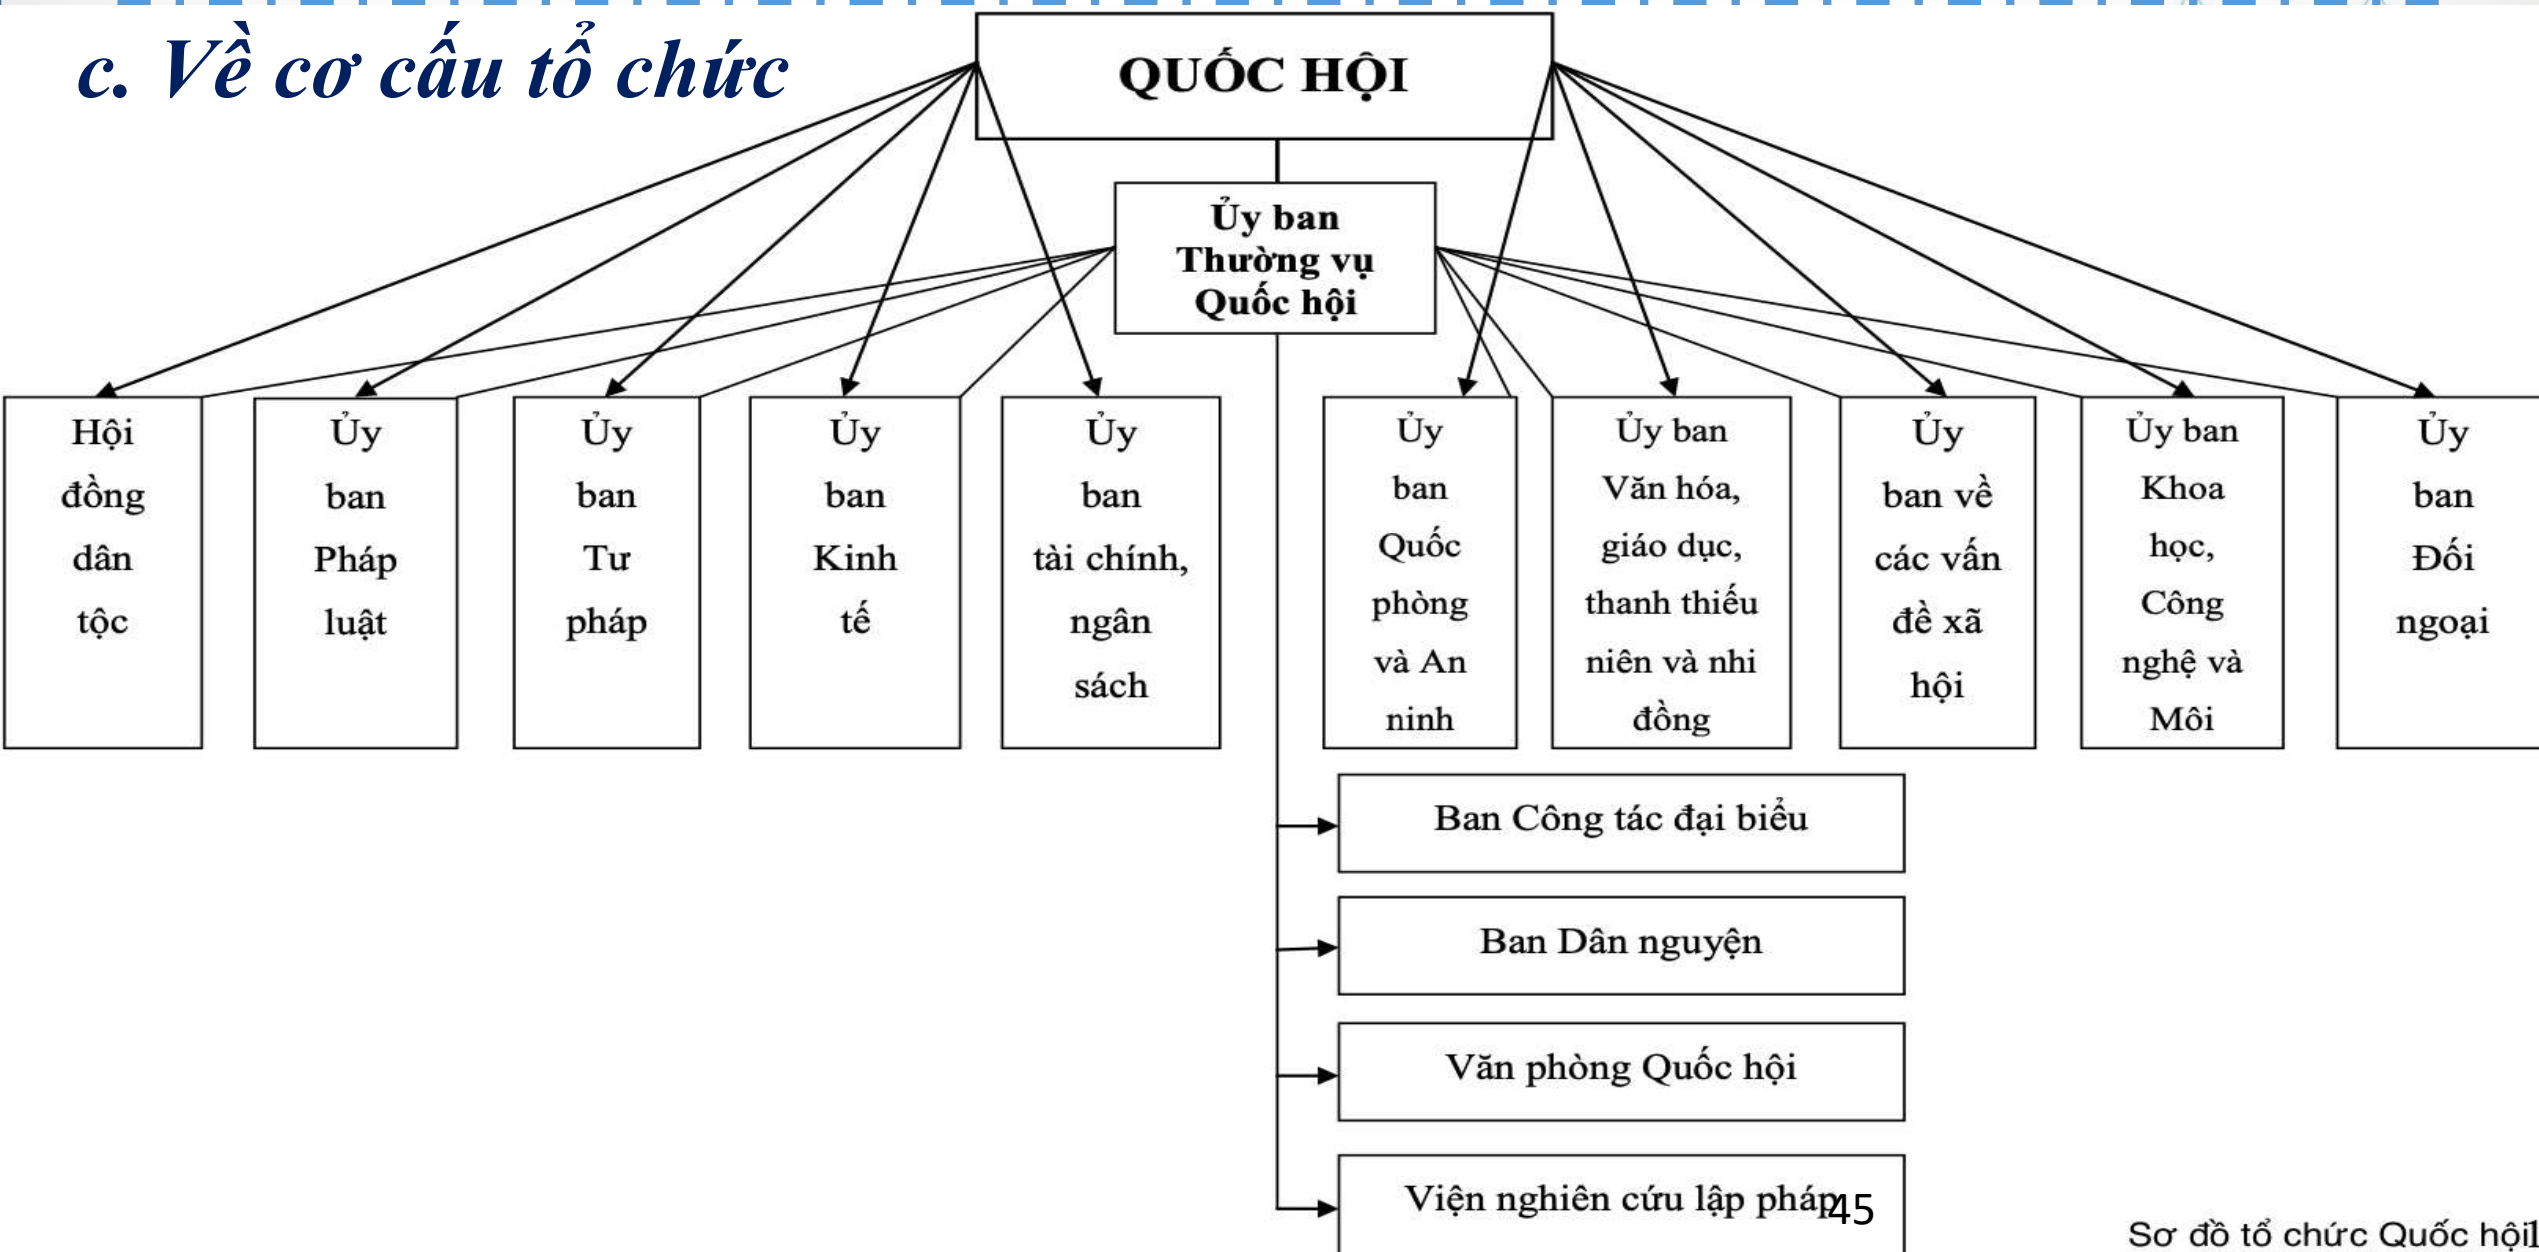 c. Về cơ cấu tổ chức
QUỐC HỘI
Ủy ban
Thường vụ
Quốc hội
Hội
đồng
dân
tộc
Ủy
ban
Pháp
luật
Ủy
ban
Tư
pháp
Ủy
ban
Kinh
tế
Ủy
ban
tài chính,
ngân
sách
Ủy
ban
Quốc
phòng
và An
ninh
Ủy ban
Văn hóa,
giáo dục,
thanh thiếu
niên và nhi
đồng
Ủy
ban về
các vấn
đề xã
hội
Ủy ban
Khoa
học,
Công
nghệ và
Môi
Ủy
ban
Đối
ngoại
Ban Công tác đại biểu
Ban Dân nguyện
Văn phòng Quốc hội
Viện nghiên cứu lập pháp
45
Sơ đồ tổ chức Quốc hội1